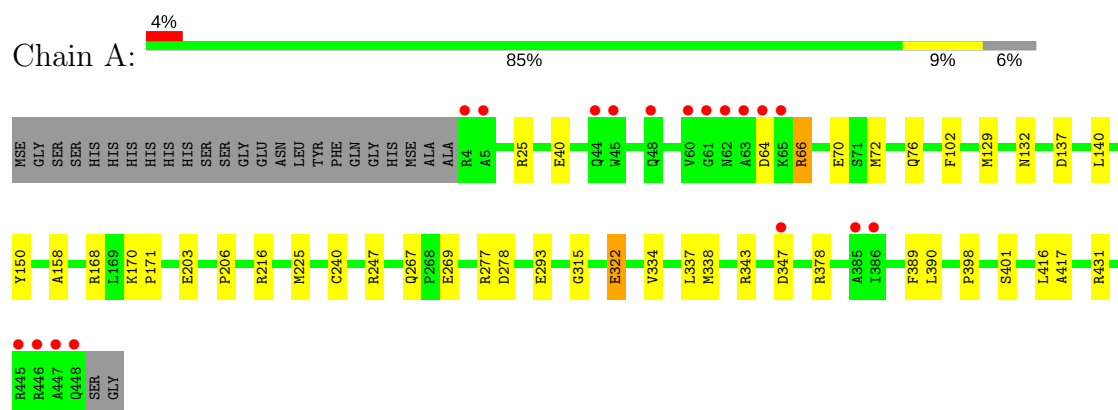 4%
Chain A:
85% 9% 6%
MSE GLY SER SER HIS HIS HIS HIS HIS HIS SER SER GLY GLU ASN LEU TYR PHE GLN GLY HIS MSE ALA ALA R4 A5 R25 E40 Q44 W45 Q48 V60 G61 N62 A63 D64 K65 R66 E70 S71 M72 Q76 F102 M129 N132 D137 L140
Y150 A158 R168 L169 K170 P171 E203 P206 R216 M225 C240 R247 Q267 P268 E269 R277 D278 E293 G315 E322 V334 L337 M338 R343 D347 R378 A385 I386 F389 L390 P398 S401 L416 A417 R431
R445 R446 A447 Q448 SER GLY